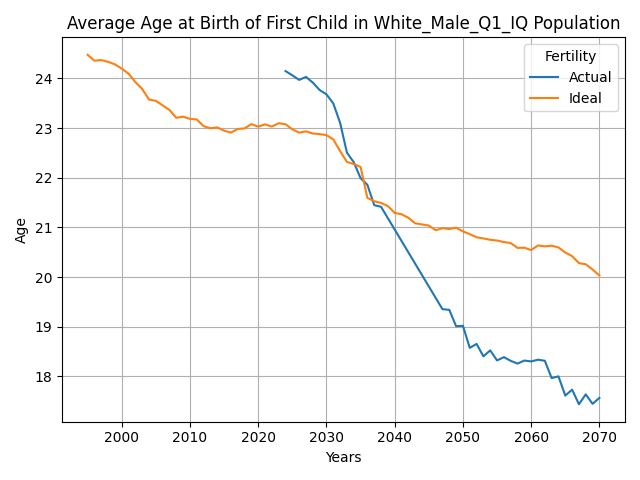 Average Age at Birth of First Child in White_Male_Q1_IQ Population
Fertility
Actual
Ideal
Age
24
23
22
21
20
19
18
2000 2010 2020 2030 2040 2050 2060 2070
Years